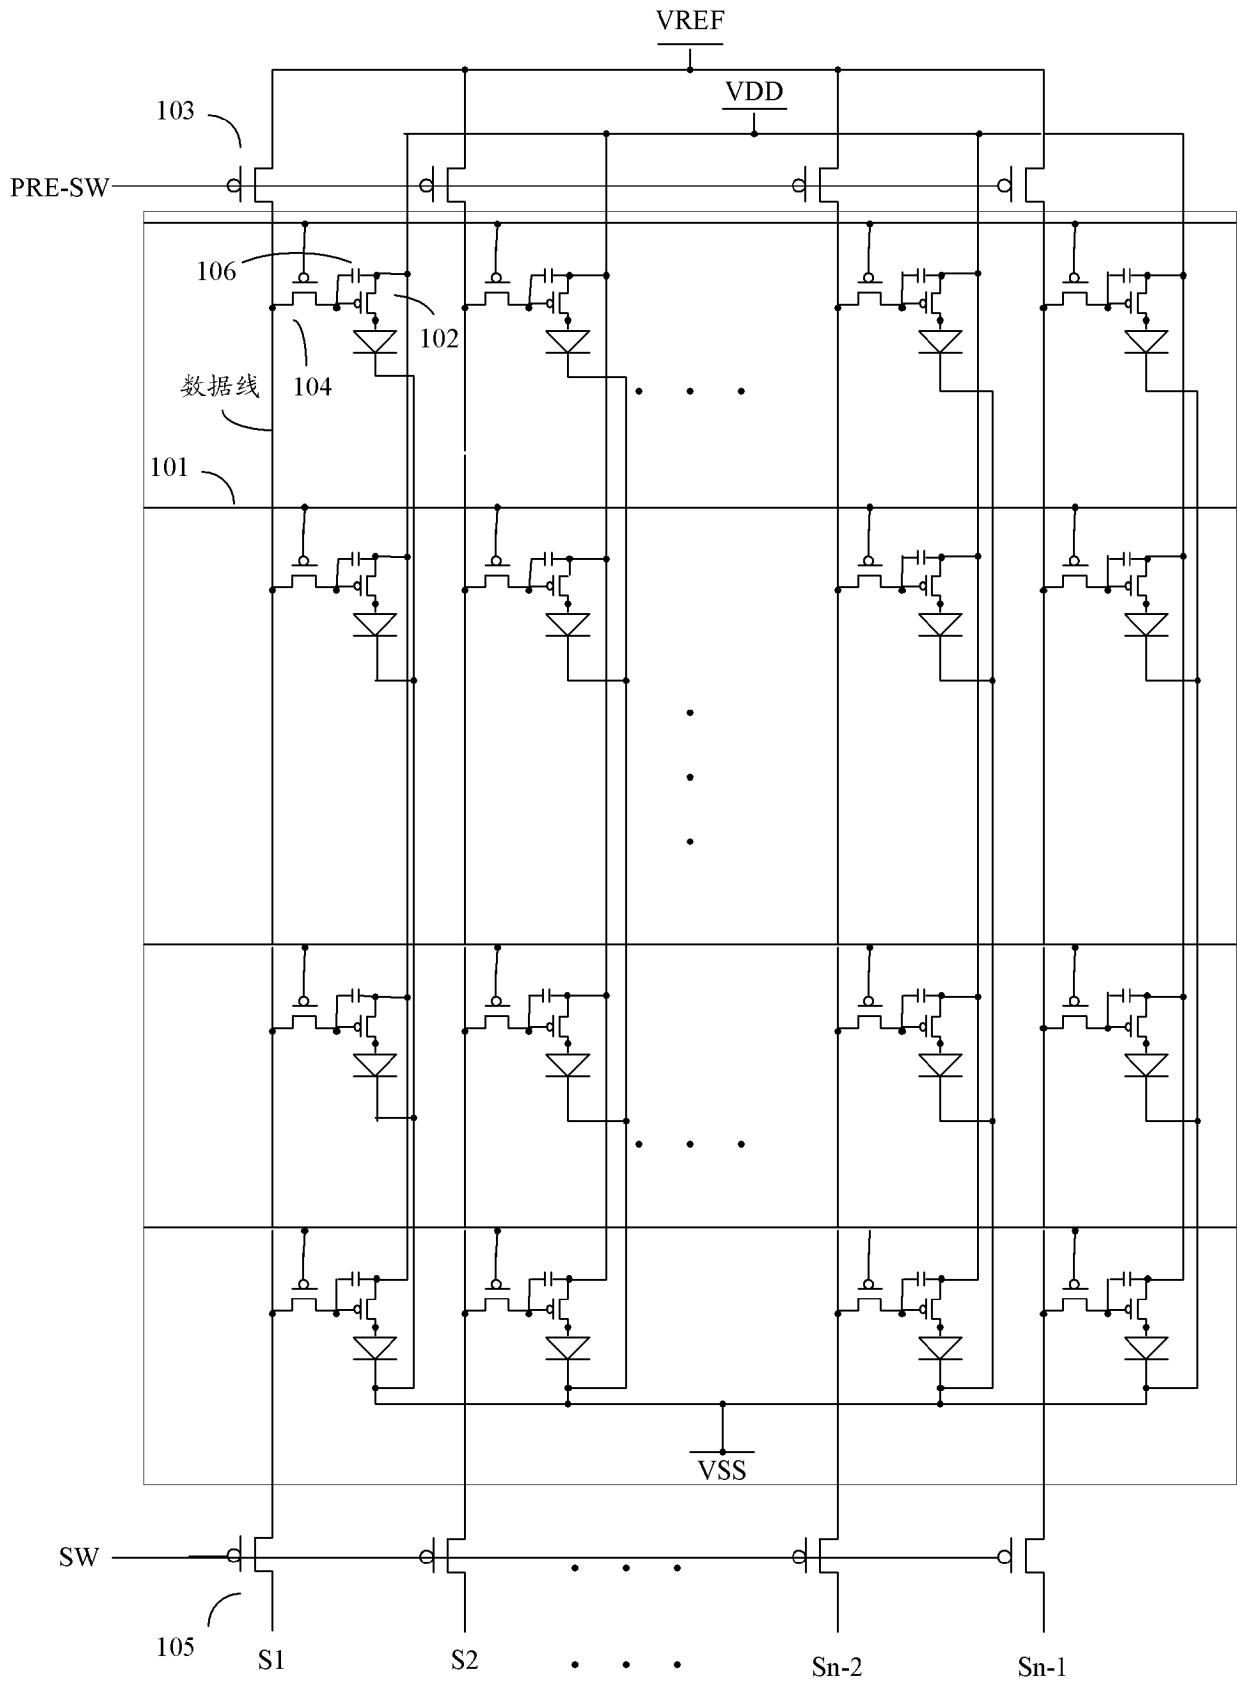 VREF
VDD
103
PRE-SW
106
102
104
数据线
101
VSS
SW
105
S1
S2
Sn-2
Sn-1